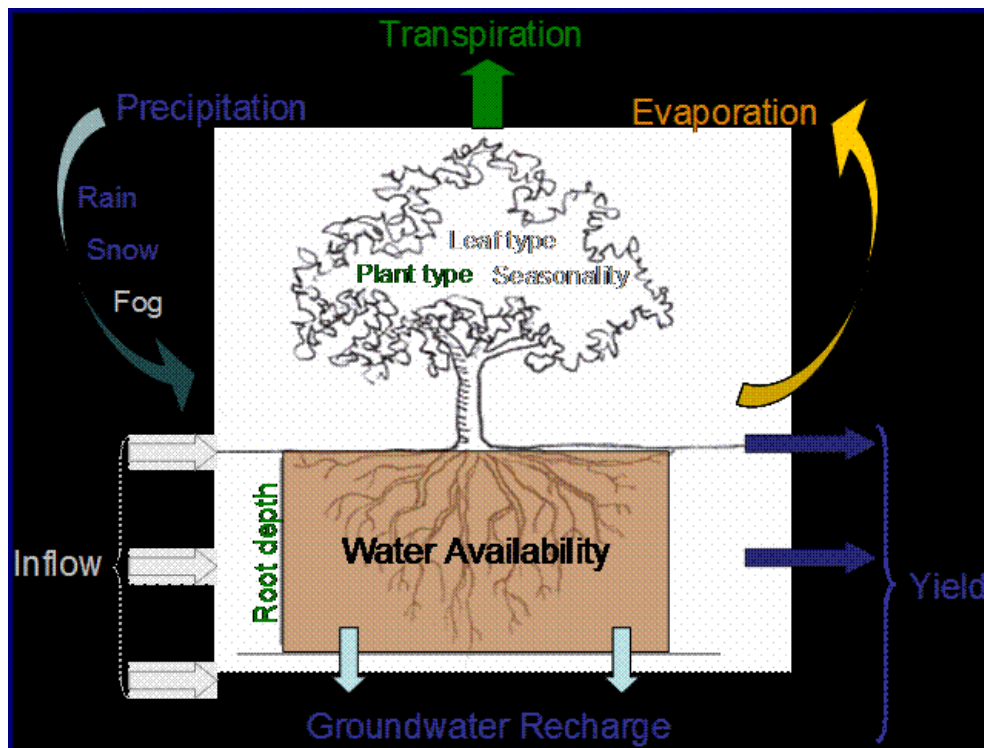 Transpiration
Precipitation
Evaporation
Rain
Snow
Fog
Leaf type
Plant type
Seasonality
Root depth
Water Availability
Inflow
Yield
Groundwater Recharge